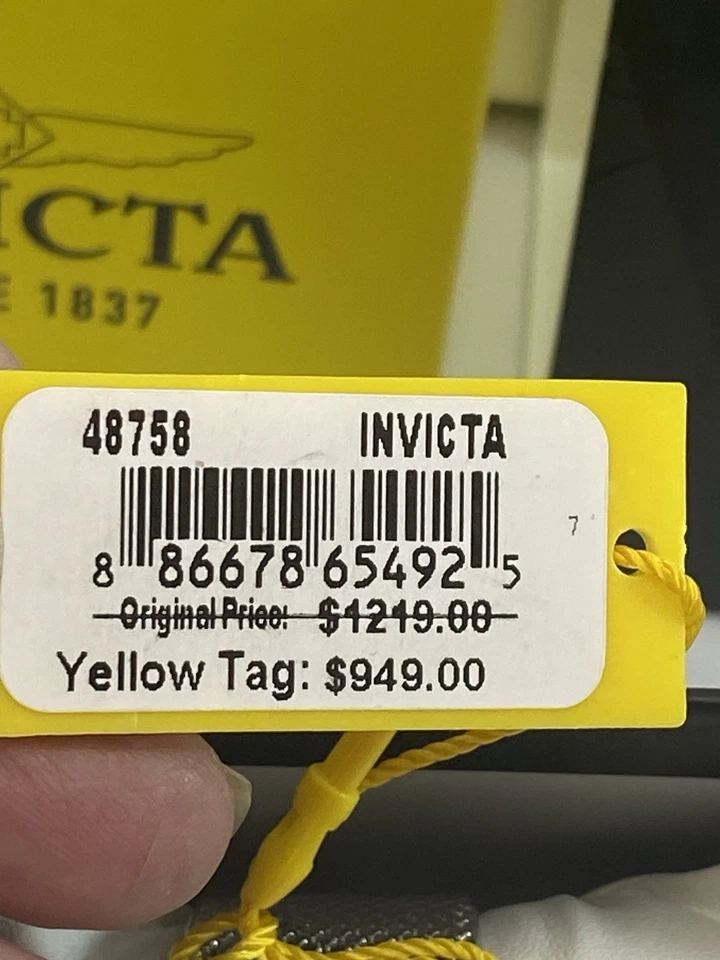 ICTA
E 1837
48758 INVICTA
7
8 86678 65492 5
Original Price: $1219.00
Yellow Tag: $949.00